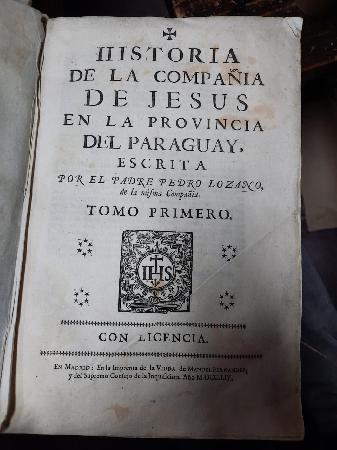 HISTORIA
DE LA COMPAÑIA
DE JESUS
EN LA PROVINCIA
DEL PARAGUAY,
ESCRITA
POR EL PADRE PEDRO LOZANO,
de la misma Compañia.
TOMO PRIMERO.
IHS
CON LICENCIA.
EN MADRID: En la Imprenta de la Viuda de MANUEL FERNANDEZ,
y del Supremo Consejo de la Inquisicion. Año M.DCC.LIV.